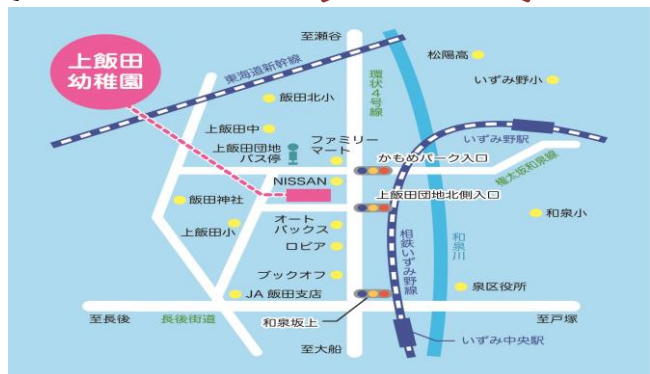 至瀬谷
上飯田
幼稚園
東海道新幹線
環状4号線
松陽高
いずみ野小
飯田北小
上飯田中
上飯田団地
バス停
ファミリー
マート
いずみ野駅
かもめパーク入口
権太坂和泉線
NISSAN
上飯田団地北側入口
飯田神社
上飯田小
オート
バックス
和泉小
ロピア
相鉄いずみ野線
和泉川
ブックオフ
泉区役所
JA 飯田支店
至長後
長後街道
和泉坂上
至戸塚
いずみ中央駅
至大船